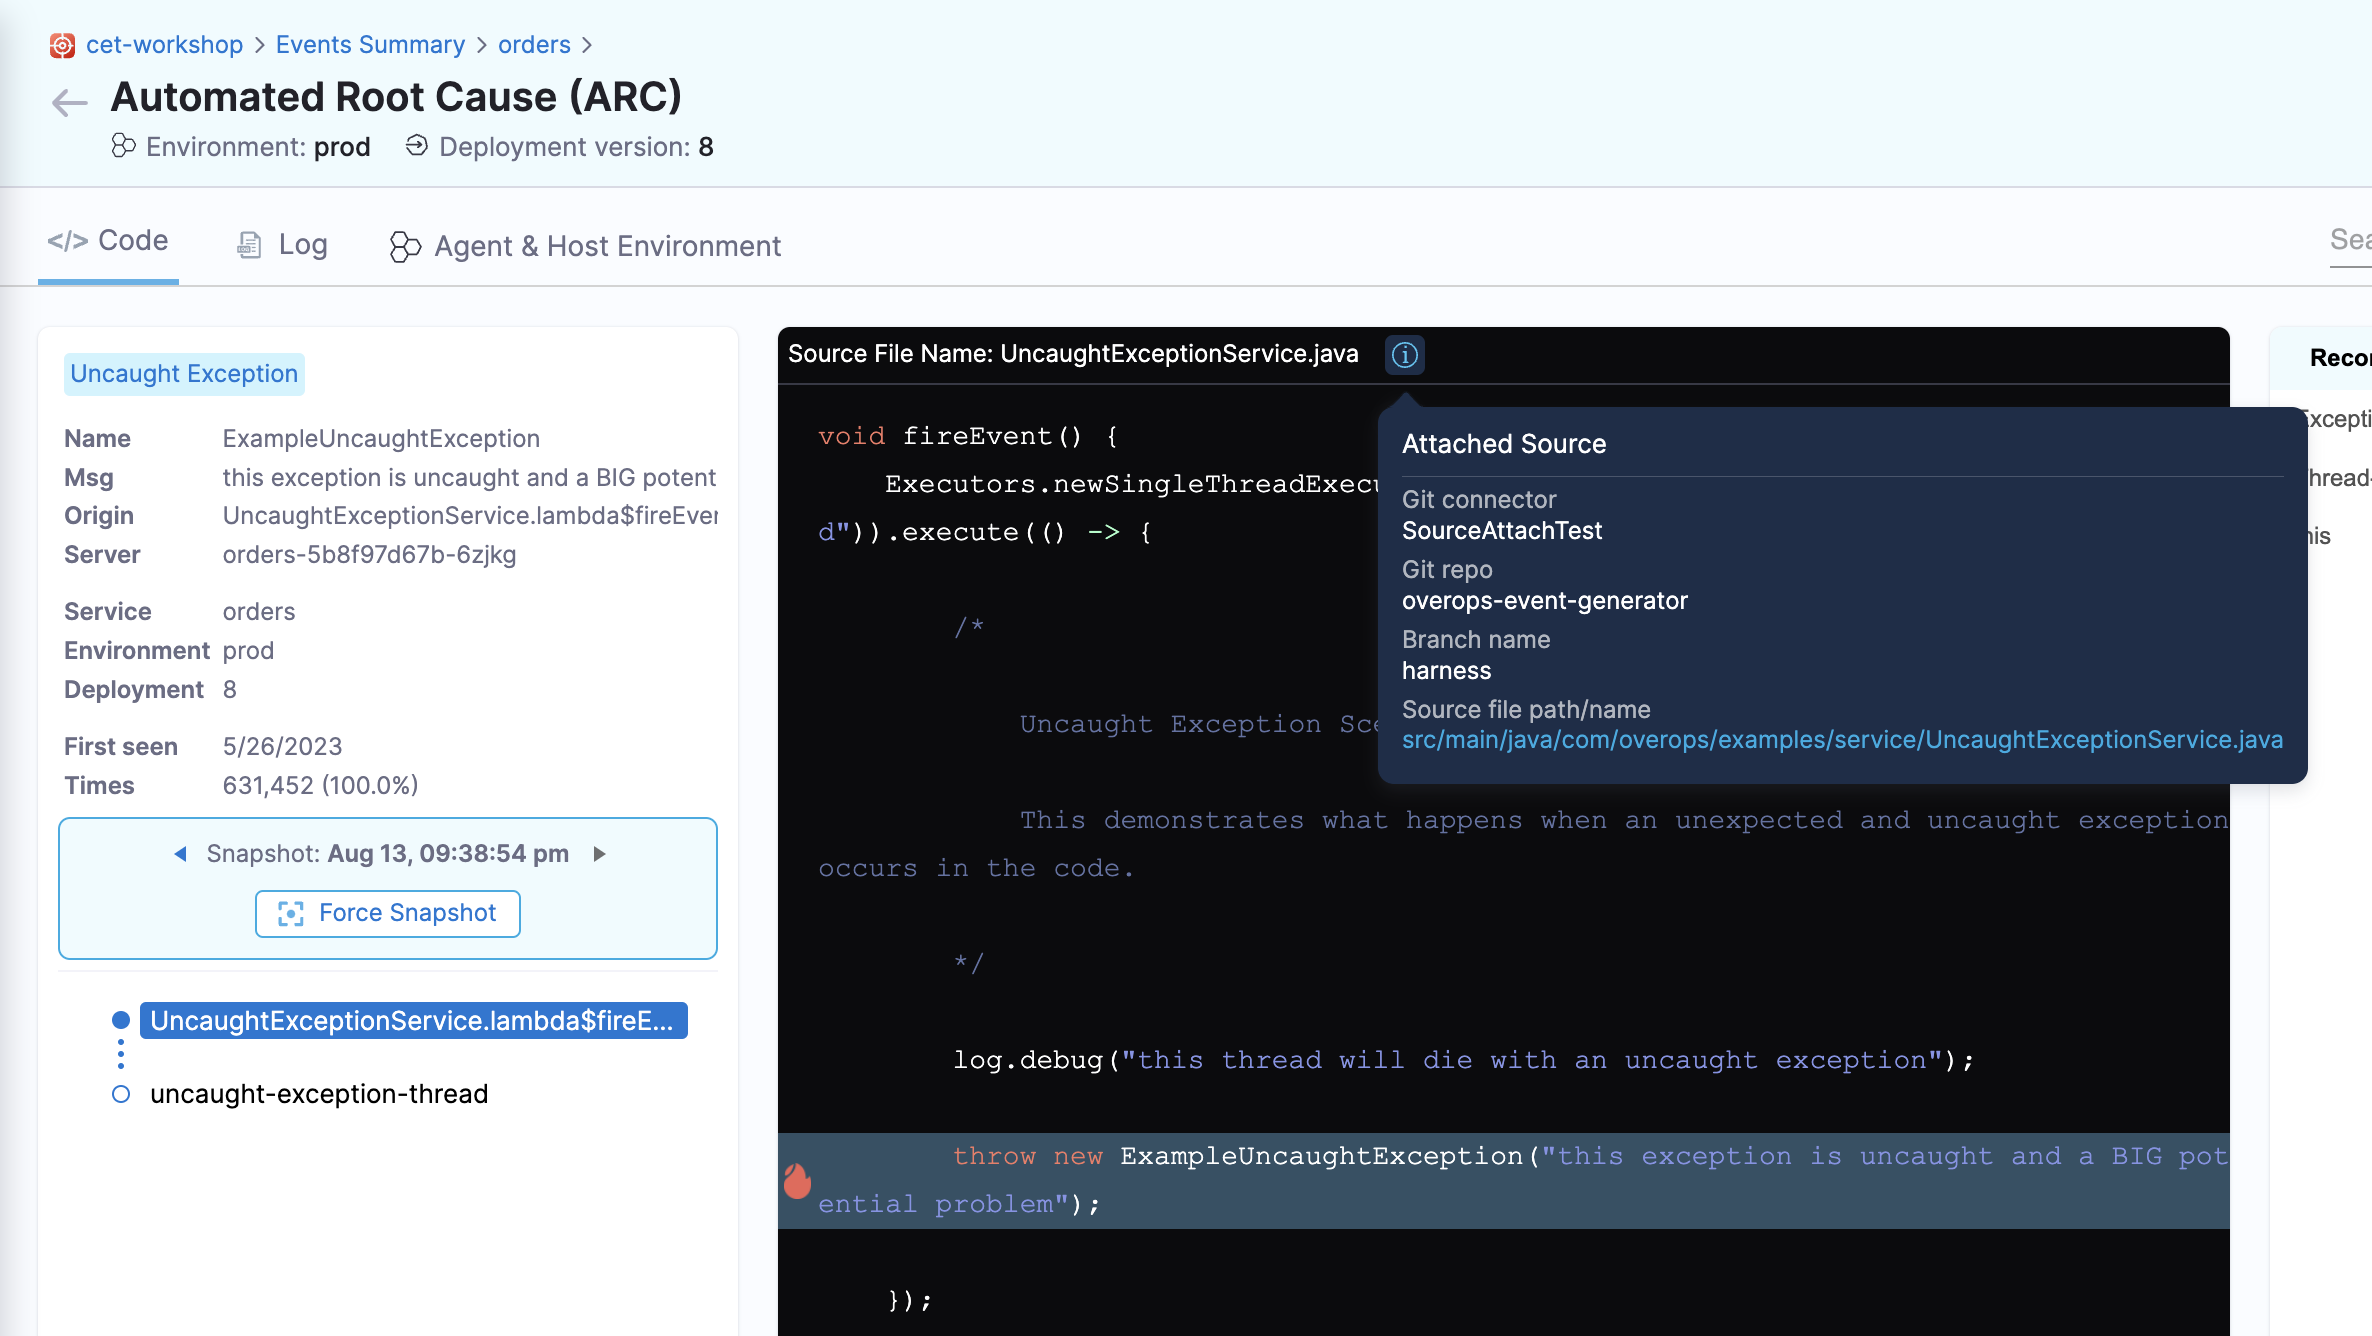 cet-workshop > Events Summary > orders >
Automated Root Cause (ARC)
Environment: prod Deployment version: 8
</> Code Log Agent & Host Environment
Sea
Uncaught Exception
Name ExampleUncaughtException
Msg this exception is uncaught and a BIG potent
Origin UncaughtExceptionService.lambda$fireEver
Server orders-5b8f97d67b-6zjkg
Service orders
Environment prod
Deployment 8
First seen 5/26/2023
Times 631,452 (100.0%)
Snapshot: Aug 13, 09:38:54 pm
Force Snapshot
UncaughtExceptionService.lambda$fireE...
uncaught-exception-thread
Source File Name: UncaughtExceptionService.java
void fireEvent() {
Executors.newSingleThreadExecu
d")).execute(() -> {
/*
Uncaught Exception Sce
This demonstrates what happens when an unexpected and uncaught exception
occurs in the code.
*/
log.debug("this thread will die with an uncaught exception");
throw new ExampleUncaughtException("this exception is uncaught and a BIG pot
ential problem");
});
Attached Source
Git connector
SourceAttachTest
Git repo
overops-event-generator
Branch name
harness
Source file path/name
src/main/java/com/overops/examples/service/UncaughtExceptionService.java
Recor
Excepti
hread-
is